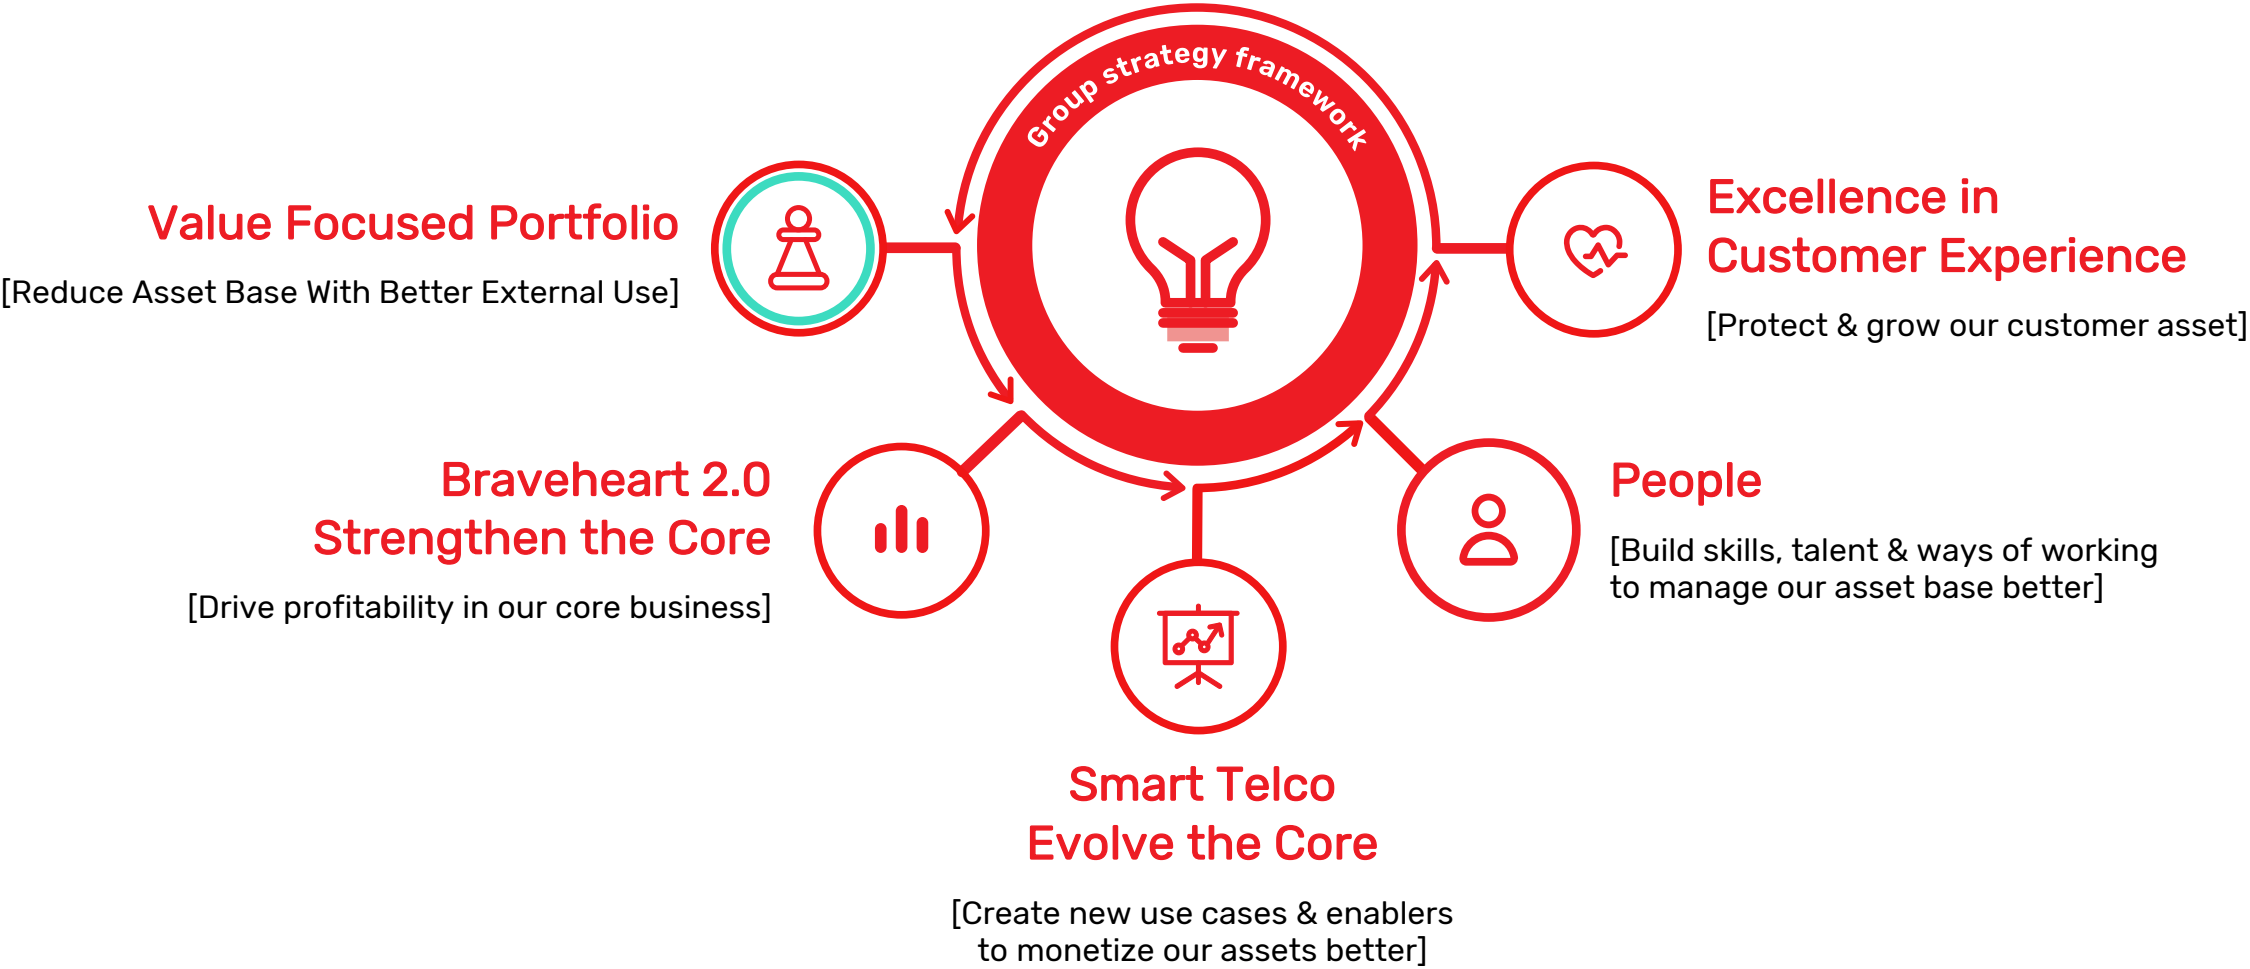 Group strategy framework
Value Focused Portfolio
[Reduce Asset Base With Better External Use]
Braveheart 2.0
Strengthen the Core
[Drive profitability in our core business]
Smart Telco
Evolve the Core
[Create new use cases & enablers
to monetize our assets better]
People
[Build skills, talent & ways of working
to manage our asset base better]
Excellence in
Customer Experience
[Protect & grow our customer asset]